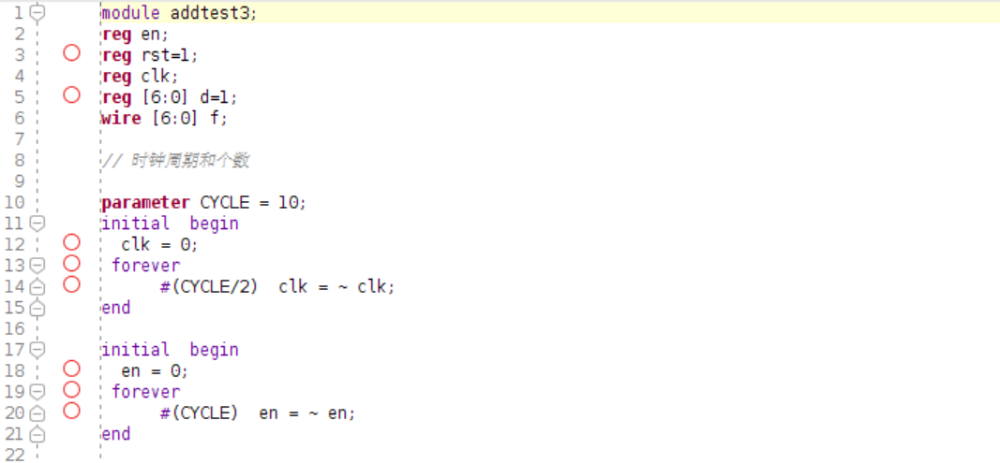 1 module addtest3;
2 reg en;
3 reg rst=1;
4 reg clk;
5 reg [6:0] d=1;
6 wire [6:0] f;
7
8 // 时钟周期和个数
9
10 parameter CYCLE = 10;
11 initial  begin
12   clk = 0;
13  forever
14       #(CYCLE/2)  clk = ~ clk;
15 end
16
17 initial  begin
18   en = 0;
19  forever
20       #(CYCLE)  en = ~ en;
21 end
22